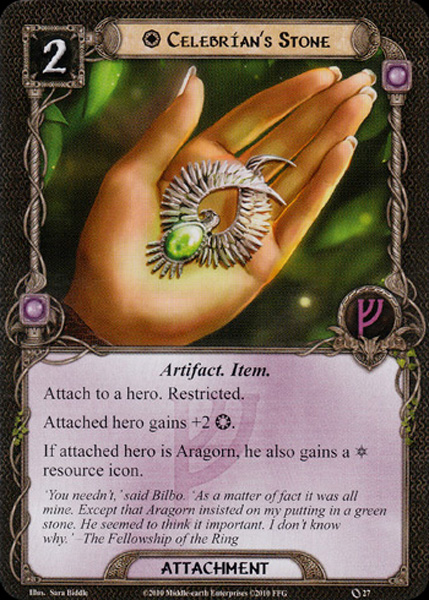 2
Celebrían's Stone
Artifact. Item.
Attach to a hero. Restricted.
Attached hero gains +2 .
If attached hero is Aragorn, he also gains a
resource icon.
'You needn't,' said Bilbo. 'As a matter of fact it was all
mine. Except that Aragorn insisted on my putting in a green
stone. He seemed to think it important. I don't know
why.' –The Fellowship of the Ring
ATTACHMENT
Illus. Sara Biddle
©2010 Middle-earth Enterprises ©2010 FFG
27